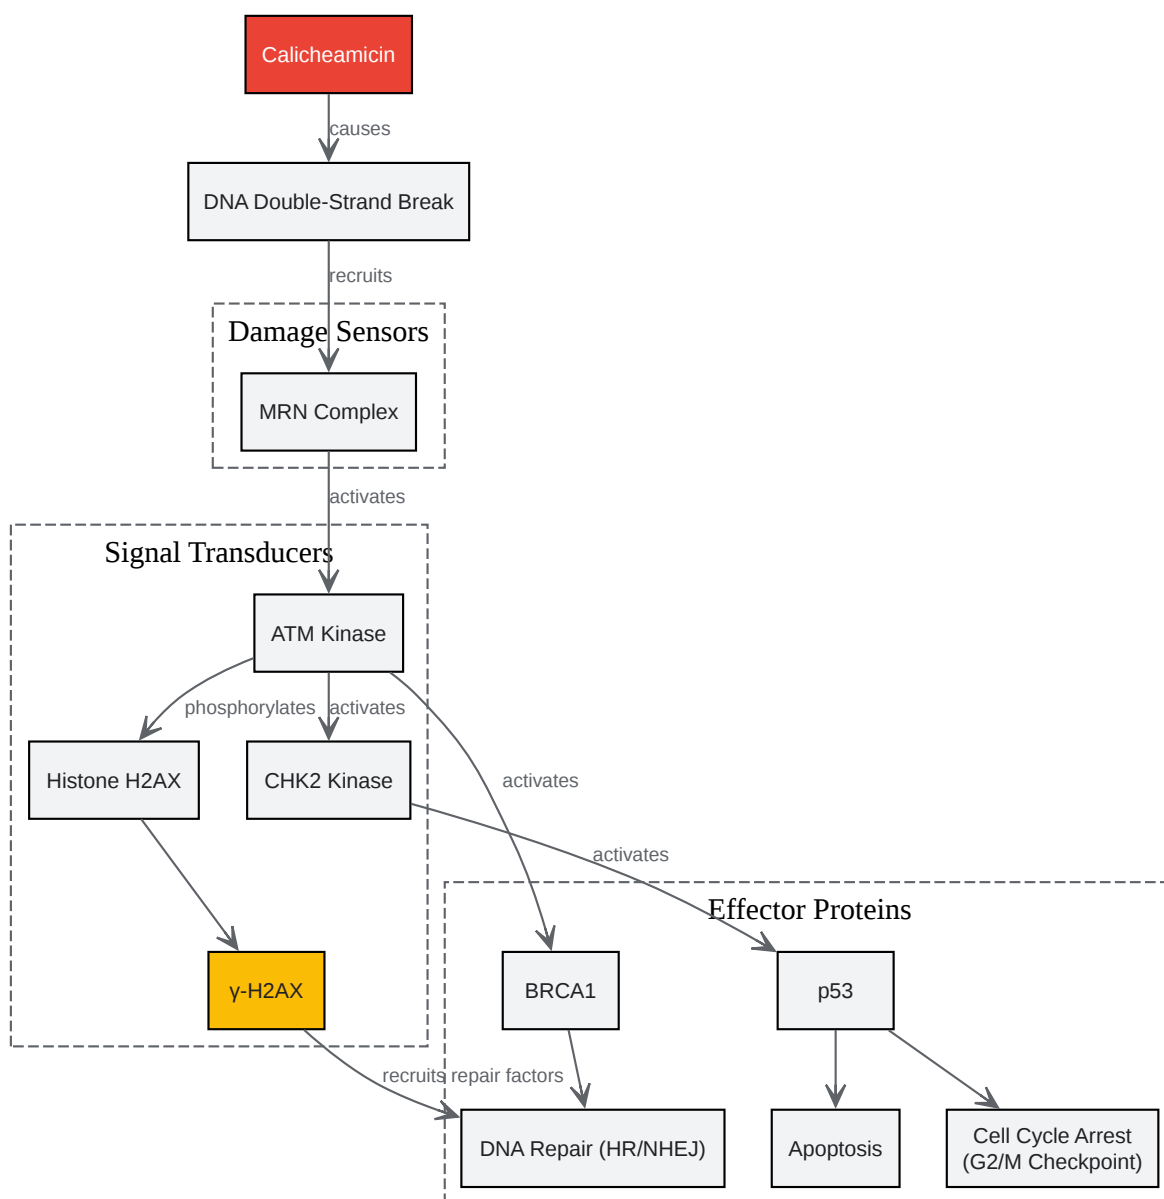 Calicheamicin
causes
DNA Double-Strand Break
recruits
Damage Sensors
MRN Complex
activates
Signal Transducers
ATM Kinase
phosphorylates
activates
Histone H2AX
CHK2 Kinase
activates
activates
Effector Proteins
γ-H2AX
BRCA1
p53
recruits repair factors
DNA Repair (HR/NHEJ)
Apoptosis
Cell Cycle Arrest
(G2/M Checkpoint)